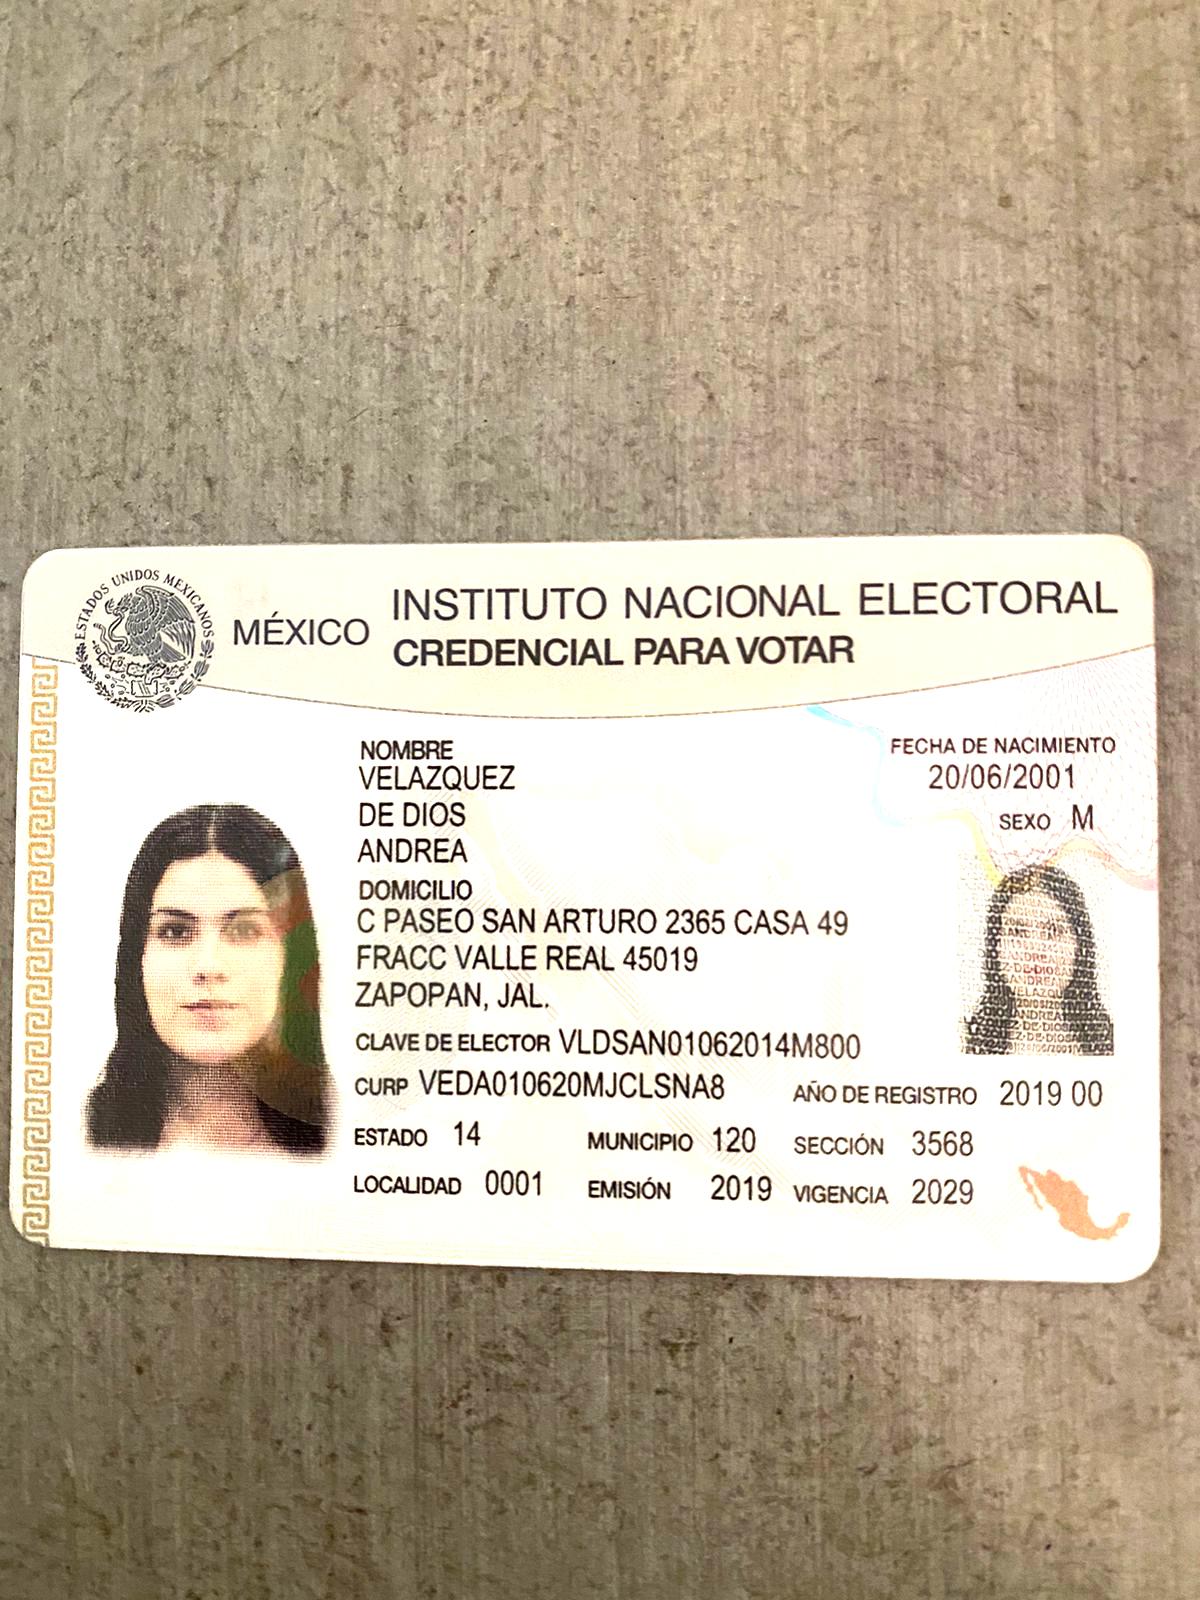 ESTADOS UNIDOS MEXICANOS
MÉXICO
INSTITUTO NACIONAL ELECTORAL
CREDENCIAL PARA VOTAR
NOMBRE
VELAZQUEZ
DE DIOS
ANDREA
FECHA DE NACIMIENTO
20/06/2001
SEXO M
DOMICILIO
C PASEO SAN ARTURO 2365 CASA 49
FRACC VALLE REAL 45019
ZAPOPAN, JAL.
CLAVE DE ELECTOR VLDSAN01062014M800
CURP VEDA010620MJCLSNA8 AÑO DE REGISTRO 2019 00
ESTADO 14 MUNICIPIO 120 SECCIÓN 3568
LOCALIDAD 0001 EMISIÓN 2019 VIGENCIA 2029